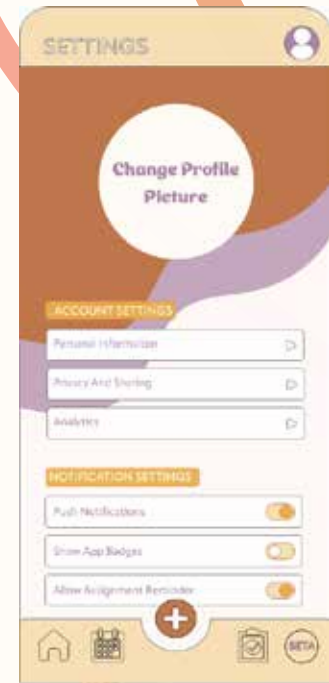 SETTINGS
Change Profile
Picture
ACCOUNT SETTINGS
Personal Information
Privacy And Sharing
Analytics
NOTIFICATION SETTINGS
Push Notifications
Show App Badges
Allow Assignment Reminder
BETA